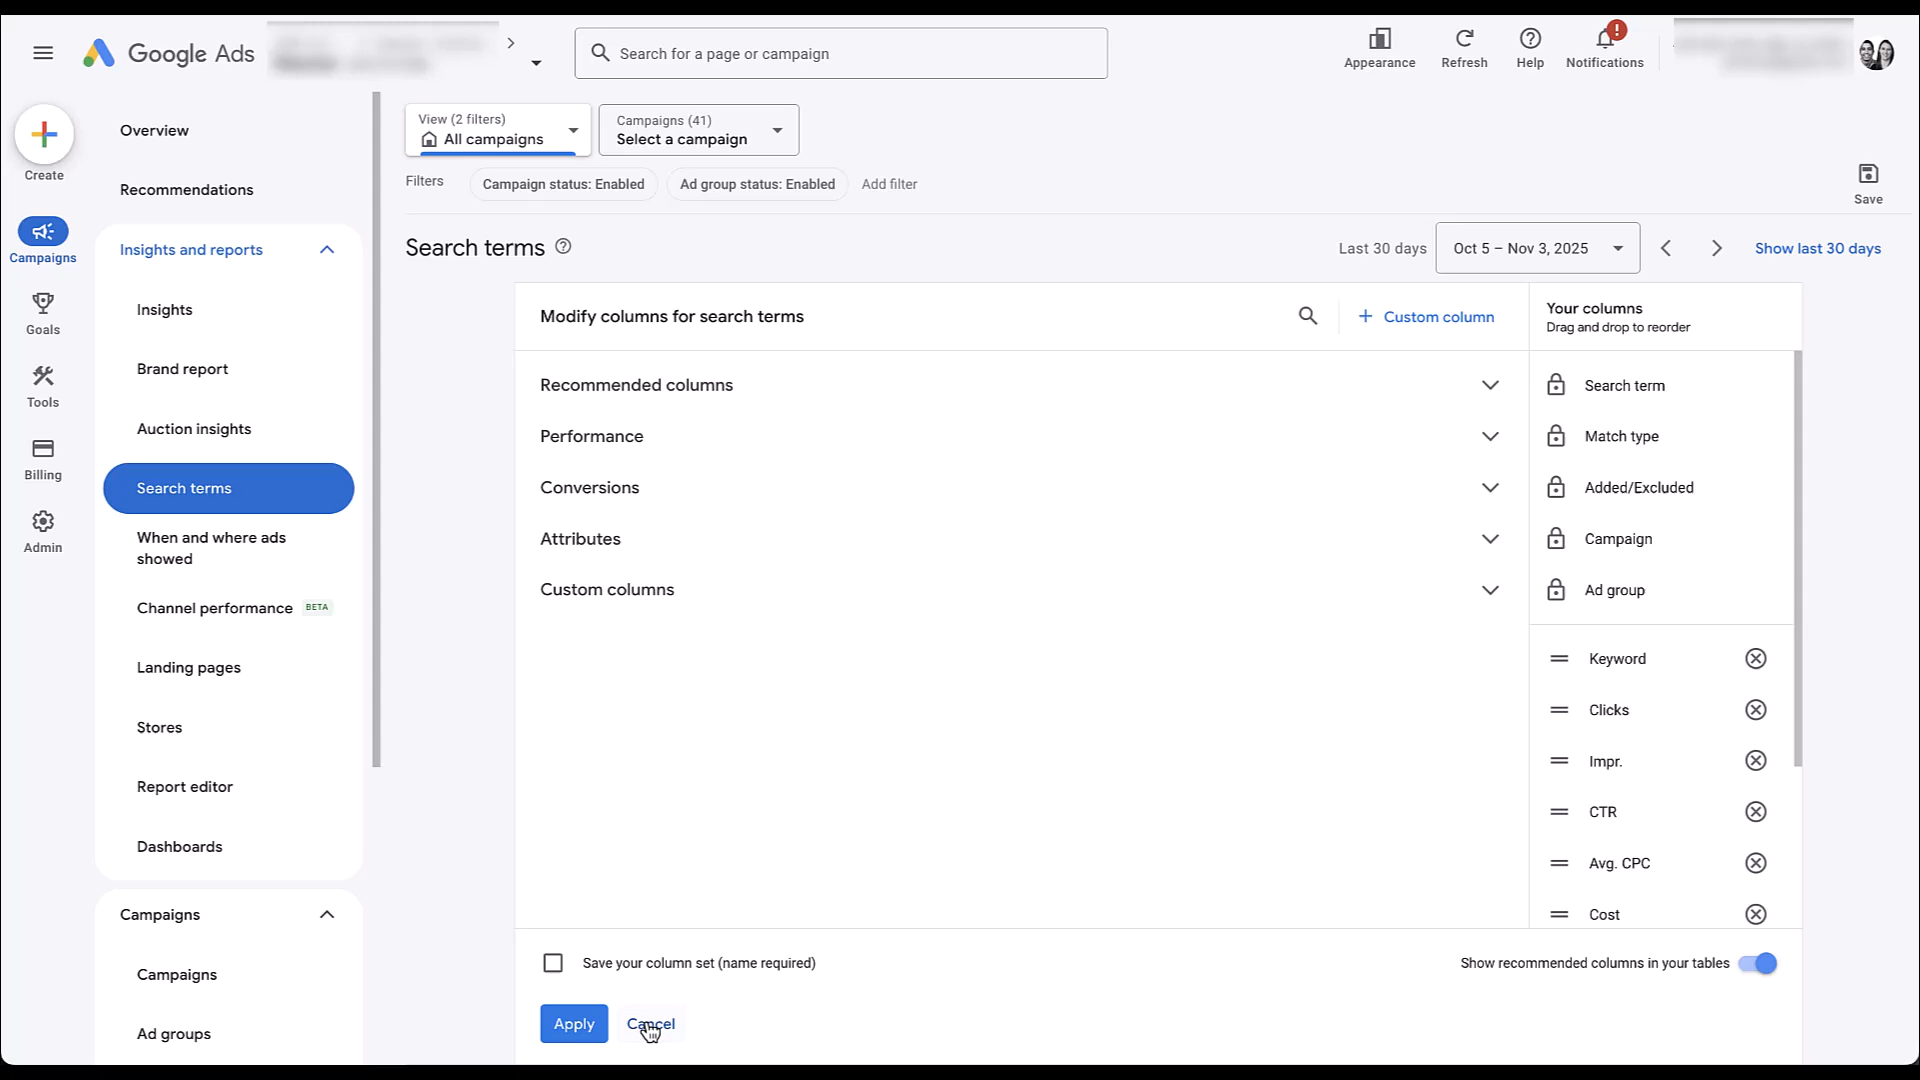 Google Ads
Search for a page or campaign
Appearance
Refresh
Help
!
Notifications
Create
Campaigns
Goals
Tools
Billing
Admin
Overview
Recommendations
Insights and reports
Insights
Brand report
Auction insights
Search terms
When and where ads
showed
Channel performance BETA
Landing pages
Stores
Report editor
Dashboards
Campaigns
Campaigns
Ad groups
View (2 filters)
All campaigns
Campaigns (41)
Select a campaign
Filters
Campaign status: Enabled
Ad group status: Enabled
Add filter
Save
Search terms
Last 30 days
Oct 5 – Nov 3, 2025
Show last 30 days
Modify columns for search terms
+ Custom column
Recommended columns
Performance
Conversions
Attributes
Custom columns
Your columns
Drag and drop to reorder
Search term
Match type
Added/Excluded
Campaign
Ad group
Keyword
Clicks
Impr.
CTR
Avg. CPC
Cost
Save your column set (name required)
Show recommended columns in your tables
Apply
Cancel